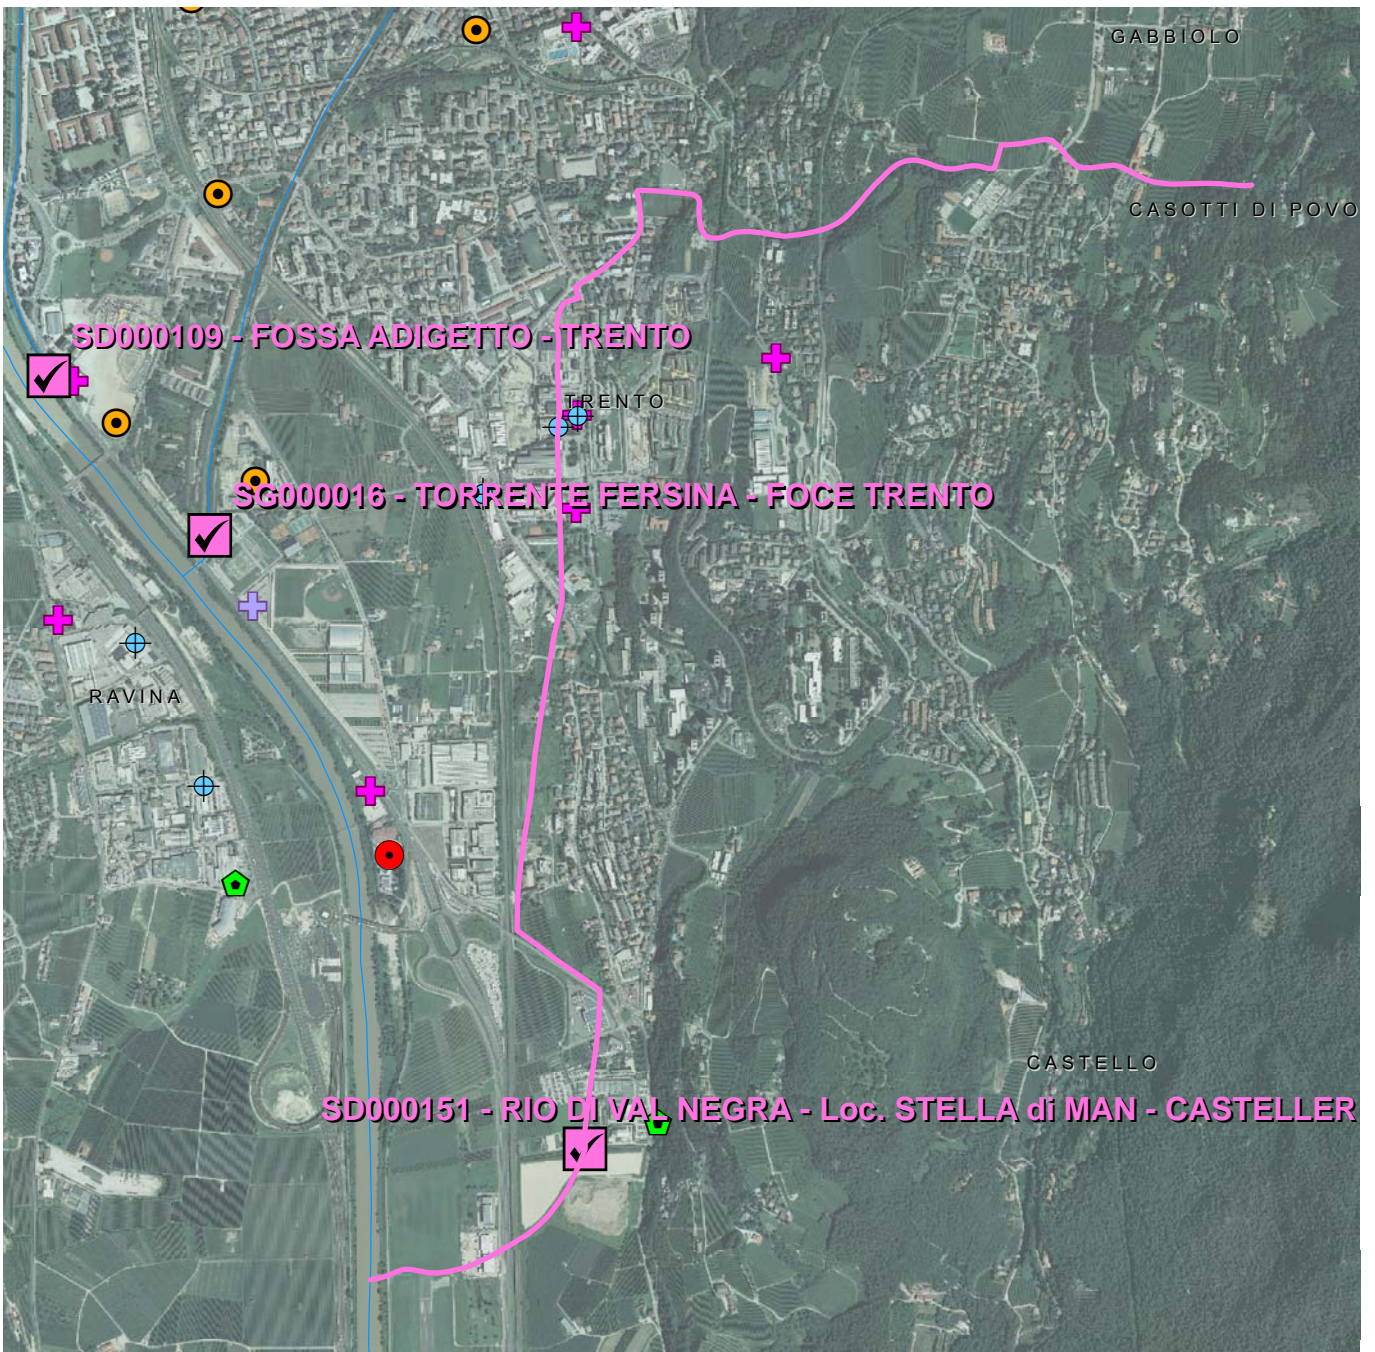 GABBIOLO
CASOTTI DI POVO
SD000109 - FOSSA ADIGETTO - TRENTO
TRENTO
SG000016 - TORRENTE FERSINA - FOCE TRENTO
RAVINA
CASTELLO
SD000151 - RIO DI VAL NEGRA - Loc. STELLA di MAN - CASTELLER